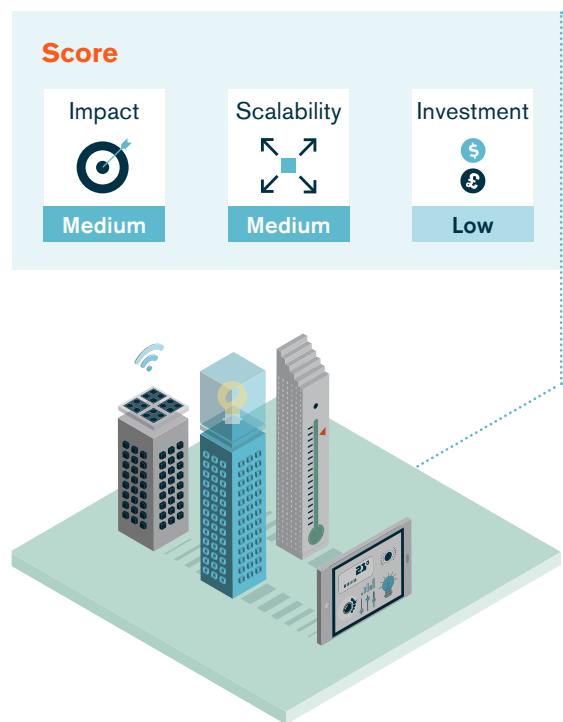 Score
Impact
Scalability
Investment
$
£
Medium
Medium
Low
21°